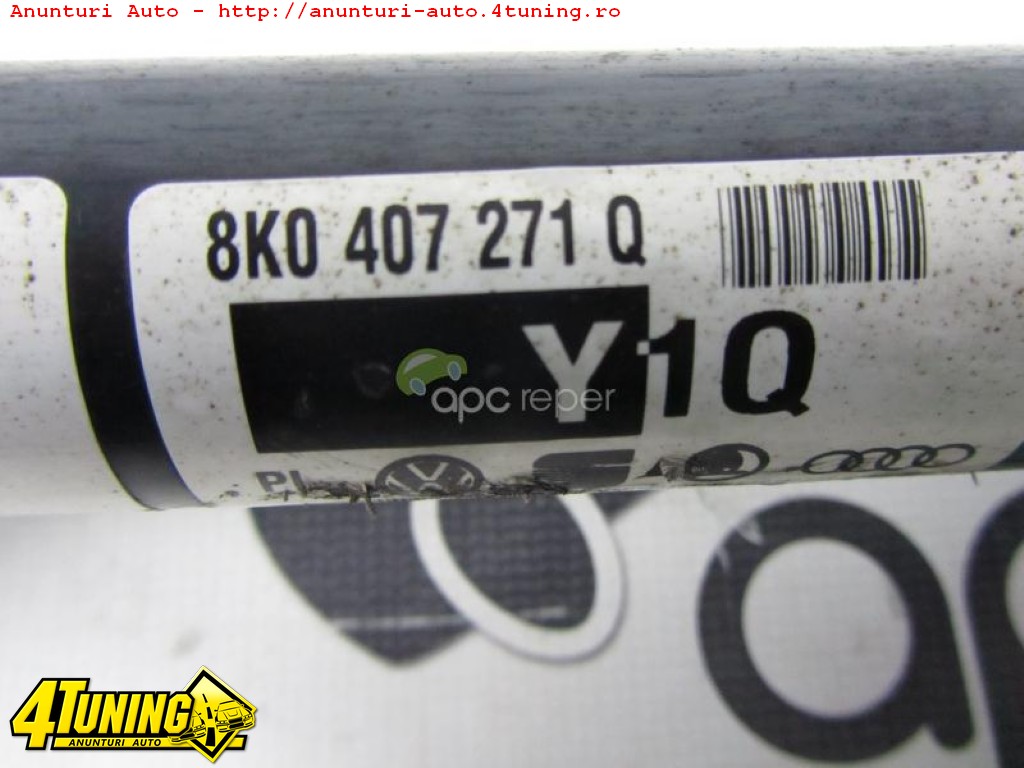 Anunturi Auto - http://anunturi-auto.4tuning.ro
8K0 407 271 Q
Y1Q
apc reper
4TUNING
ANUNTURI AUTO